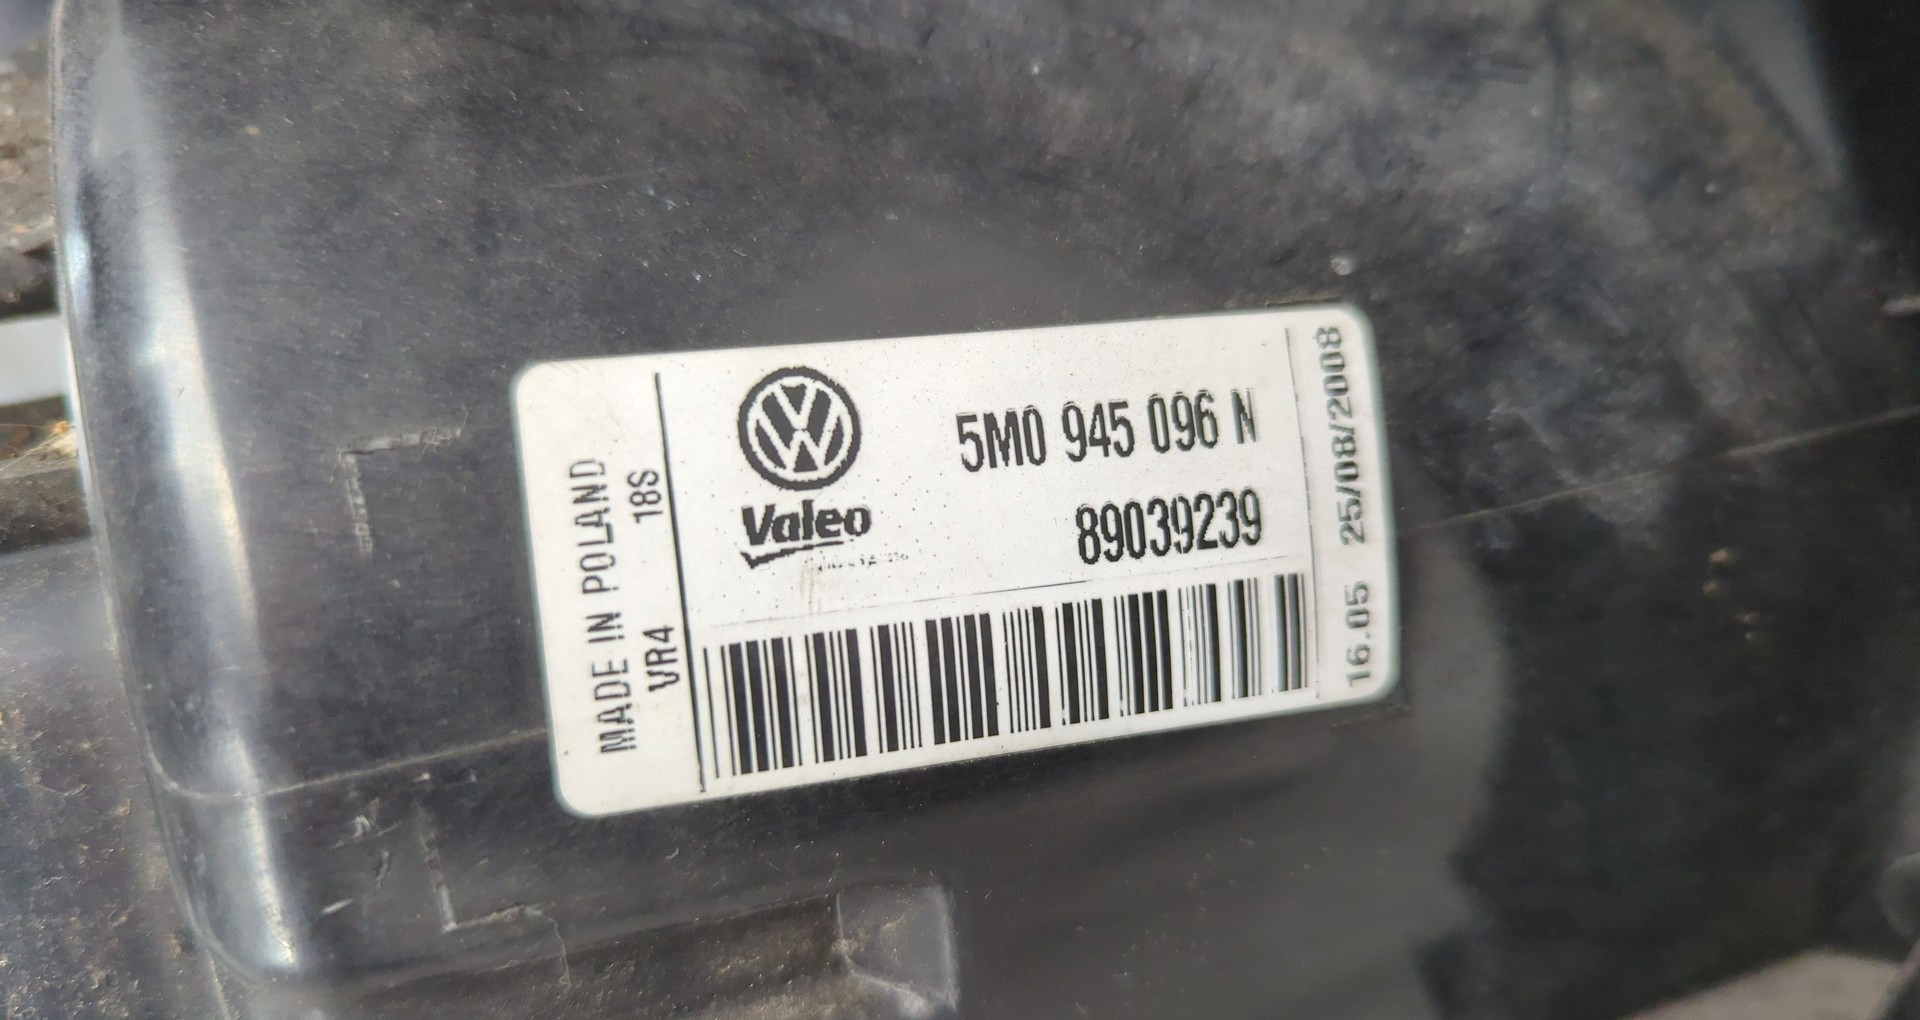 MADE IN POLAND
VR4 18S
Valeo
5M0 945 096 N
89039239
16.05 25/08/2008